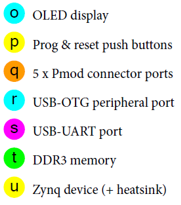 o OLED display
p Prog & reset push buttons
q 5 x Pmod connector ports
r USB-OTG peripheral port
s USB-UART port
t DDR3 memory
u Zynq device (+ heatsink)